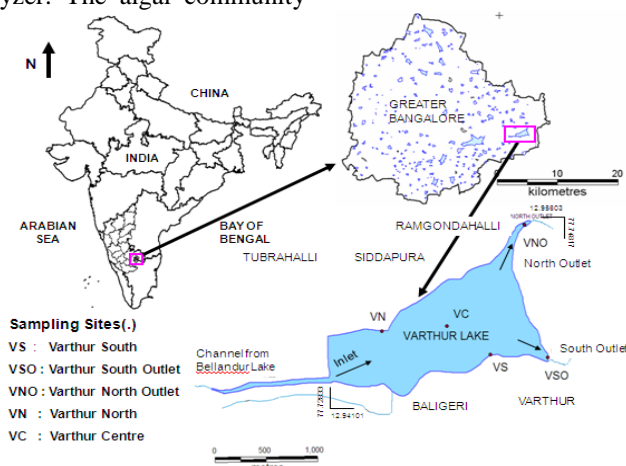 yzer. The algal community
N
CHINA
INDIA
ARABIAN
SEA
BAY OF
BENGAL
GREATER
BANGALORE
0 10 20
kilometres
TUBRAHALLI
SIDDAPURA
RAMGONDAHALLI
NORTH OUTLET
VNO
North Outlet
VN
VC
VARTHUR LAKE
Inlet
Channel from
Bellandur Lake
VS
South Outlet
VSO
BALIGERI
VARTHUR
12.94101
Sampling Sites(.)
VS : Varthur South
VSO : Varthur South Outlet
VNO : Varthur North Outlet
VN : Varthur North
VC : Varthur Centre
0 500 1,000
metres